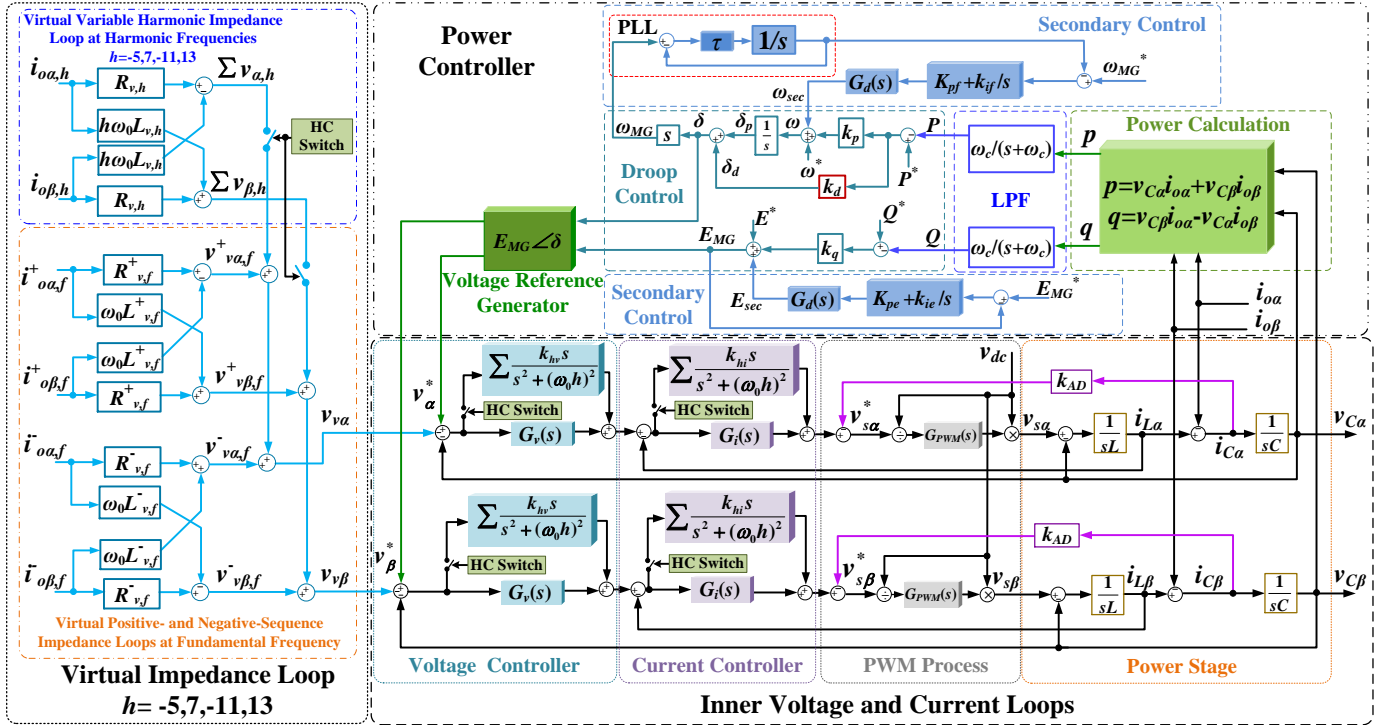 Virtual Variable Harmonic Impedance
Loop at Harmonic Frequencies
h=-5,7,-11,13
i_{oα,h}
R_{v,h}
∑ v_{α,h}
hω₀L_{v,h}
hω₀L_{v,h}
HC
Switch
i_{oβ,h}
R_{v,h}
∑ v_{β,h}
i⁺_{oα,f}
R⁺_{v,f}
v⁺_{vα,f}
ω₀L⁺_{v,f}
ω₀L⁺_{v,f}
i⁺_{oβ,f}
R⁺_{v,f}
v⁺_{vβ,f}
i⁻_{oα,f}
R⁻_{v,f}
v⁻_{vα,f}
v_{vα}
ω₀L⁻_{v,f}
ω₀L⁻_{v,f}
i⁻_{oβ,f}
R⁻_{v,f}
v⁻_{vβ,f}
v_{vβ}
Virtual Positive- and Negative-Sequence
Impedance Loops at Fundamental Frequency
Virtual Impedance Loop
h= -5,7,-11,13
Power
Controller
PLL
τ
1/s
Secondary Control
ω_{MG}^*
G_d(s)
K_{pf}+k_{if}/s
ω_{sec}
ω_{MG}
s
δ
δ_p
1/s
ω
k_p
P
ω_c/(s+ω_c)
p
Power Calculation
Droop
Control
δ_d
ω^*
k_d
P^*
LPF
p=v_{Cα}i_{oα}+v_{Cβ}i_{oβ}
q=v_{Cβ}i_{oα}-v_{Cα}i_{oβ}
E_{MG}∠δ
Voltage Reference
Generator
E_{MG}
E^*
k_q
Q^*
Q
ω_c/(s+ω_c)
q
Secondary
Control
E_{sec}
G_d(s)
K_{pe}+k_{ie}/s
E_{MG}^*
i_{oα}
i_{oβ}
v_α^*
∑ k_{hv}s / s²+(ω₀h)²
HC Switch
G_v(s)
∑ k_{hi}s / s²+(ω₀h)²
HC Switch
G_i(s)
v_{sα}^*
v_{dc}
G_{PWM}(s)
v_{sα}
k_{AD}
1/sL
i_{Lα}
i_{Cα}
1/sC
v_{Cα}
v_β^*
∑ k_{hv}s / s²+(ω₀h)²
HC Switch
G_v(s)
∑ k_{hi}s / s²+(ω₀h)²
HC Switch
G_i(s)
v_{sβ}^*
G_{PWM}(s)
v_{sβ}
k_{AD}
1/sL
i_{Lβ}
i_{Cβ}
1/sC
v_{Cβ}
Voltage Controller
Current Controller
PWM Process
Power Stage
Inner Voltage and Current Loops